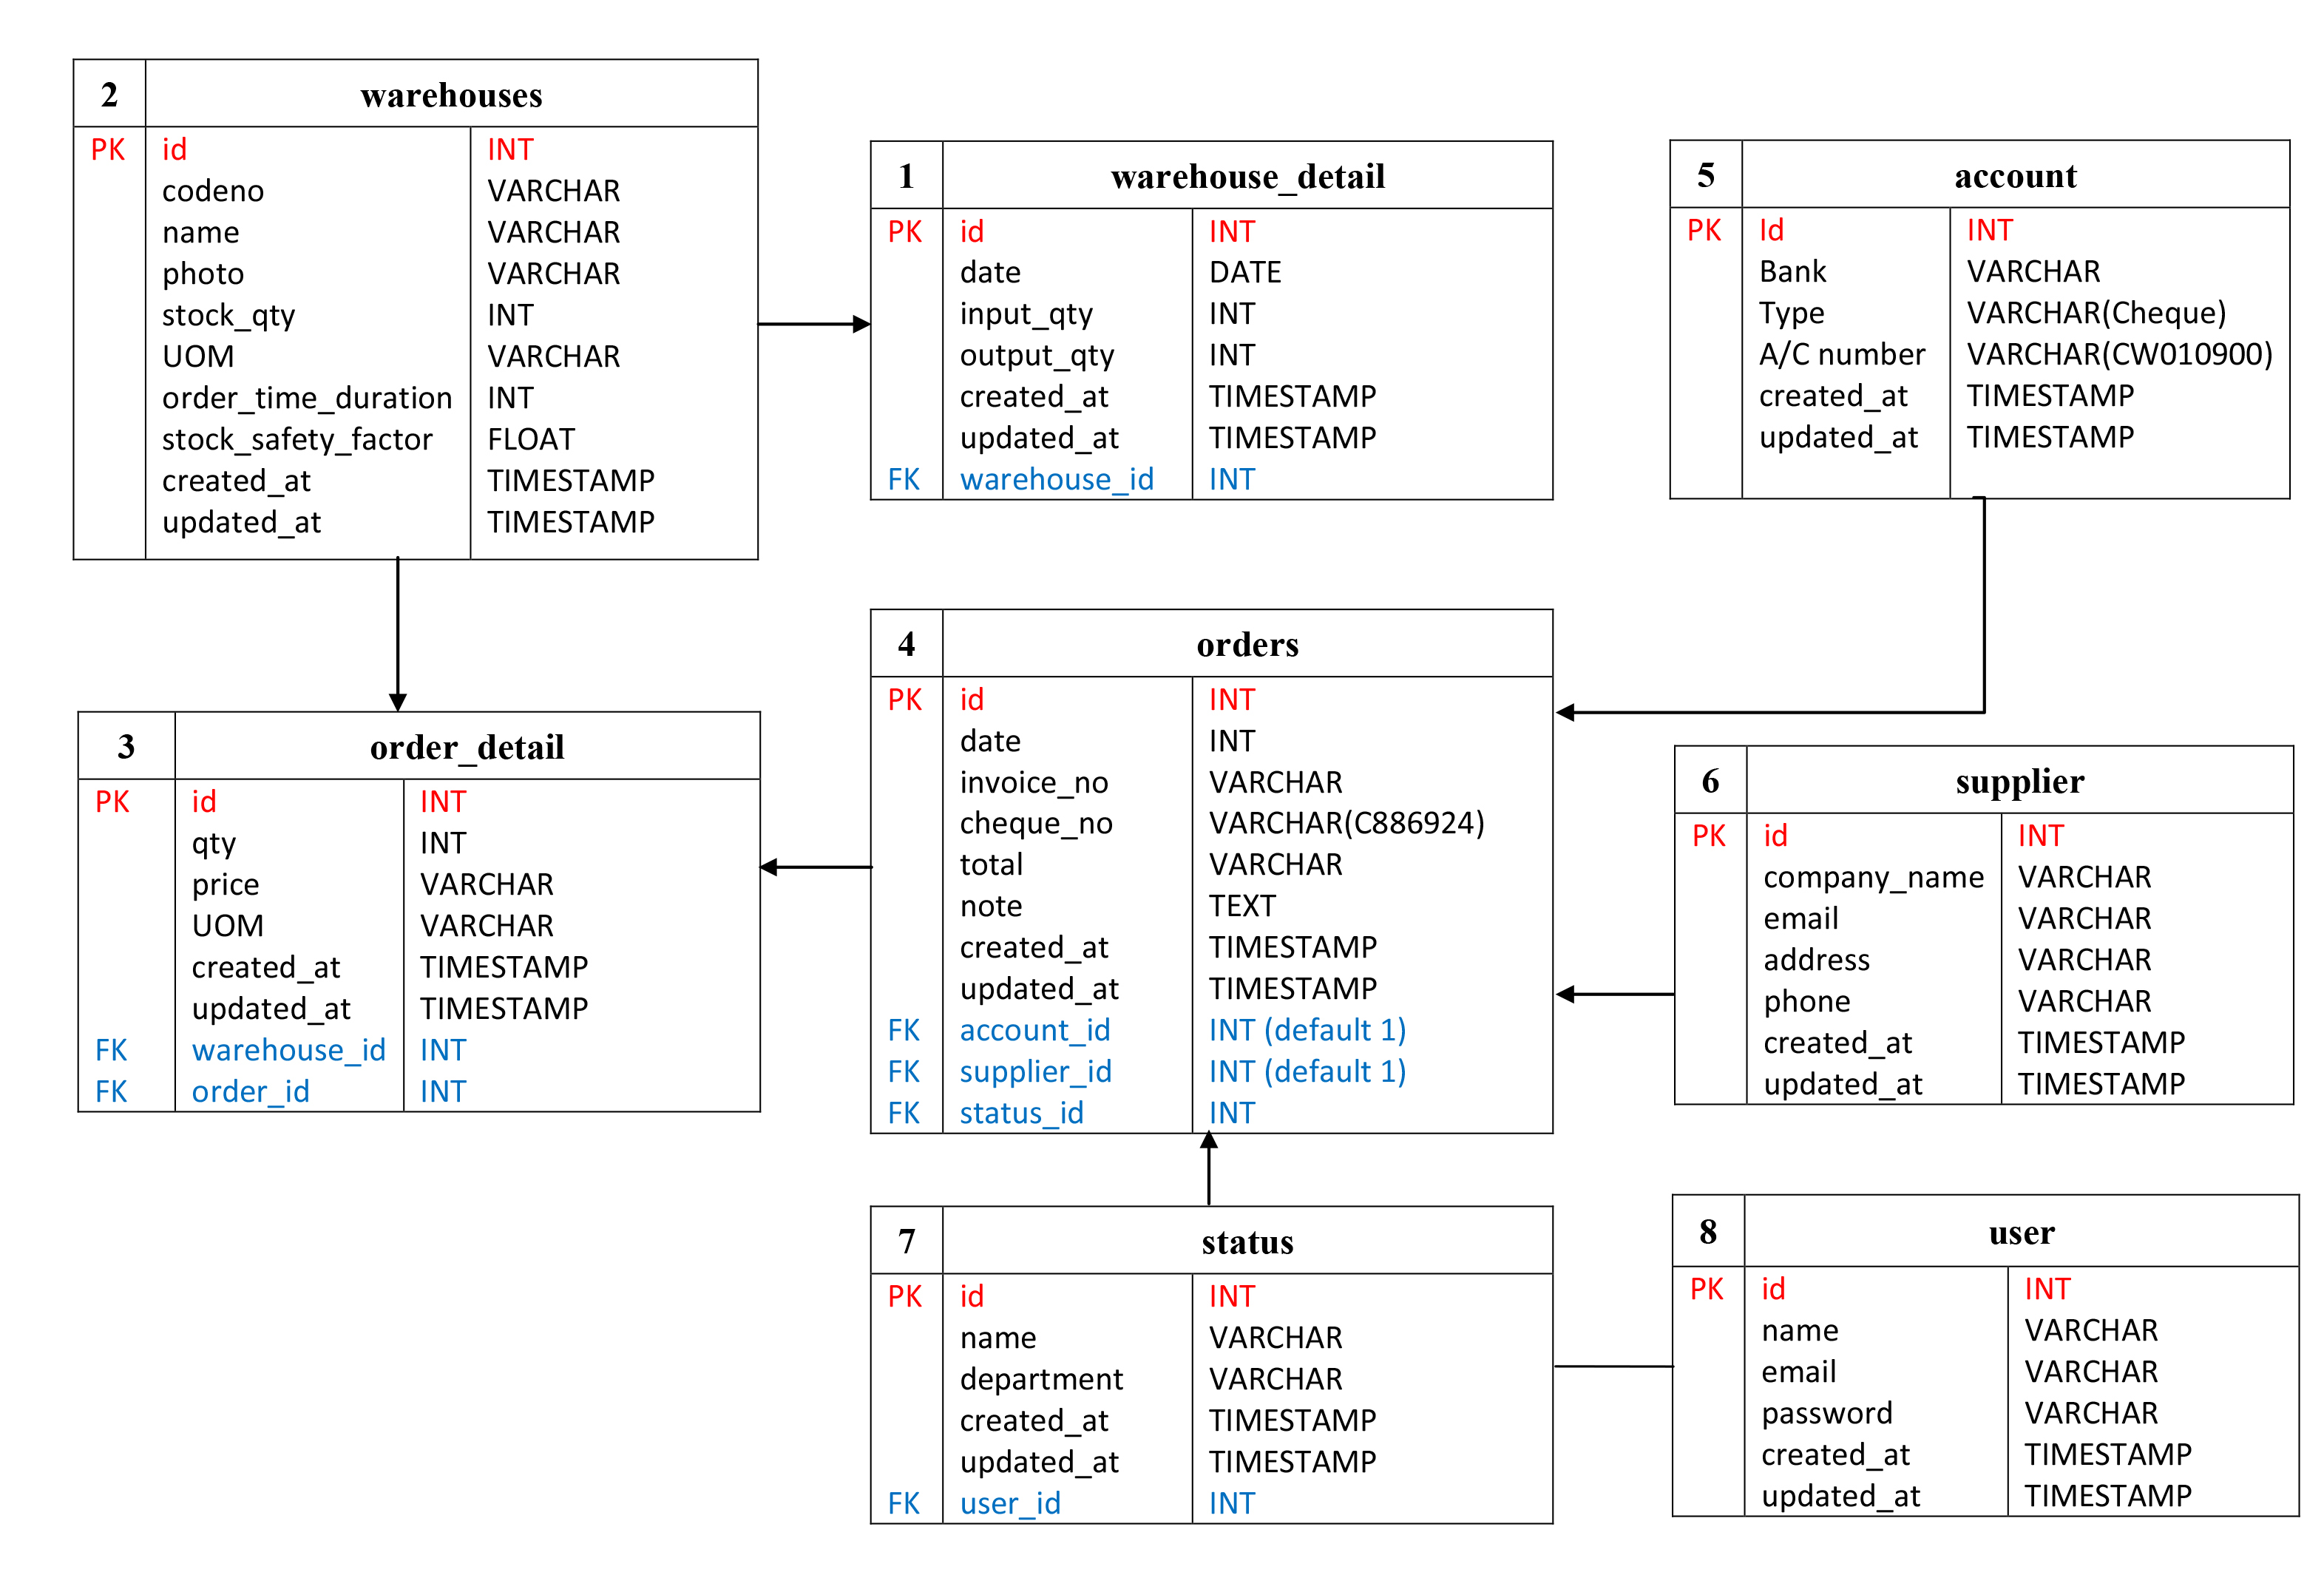 2 warehouses
PK id INT
codeno VARCHAR
name VARCHAR
photo VARCHAR
stock_qty INT
UOM VARCHAR
order_time_duration INT
stock_safety_factor FLOAT
created_at TIMESTAMP
updated_at TIMESTAMP
1 warehouse_detail
PK id INT
date DATE
input_qty INT
output_qty INT
created_at TIMESTAMP
updated_at TIMESTAMP
FK warehouse_id INT
5 account
PK Id INT
Bank VARCHAR
Type VARCHAR(Cheque)
A/C number VARCHAR(CW010900)
created_at TIMESTAMP
updated_at TIMESTAMP
3 order_detail
PK id INT
qty INT
price VARCHAR
UOM VARCHAR
created_at TIMESTAMP
updated_at TIMESTAMP
FK warehouse_id INT
FK order_id INT
4 orders
PK id INT
date INT
invoice_no VARCHAR
cheque_no VARCHAR(C886924)
total VARCHAR
note TEXT
created_at TIMESTAMP
updated_at TIMESTAMP
FK account_id INT (default 1)
FK supplier_id INT (default 1)
FK status_id INT
6 supplier
PK id INT
company_name VARCHAR
email VARCHAR
address VARCHAR
phone VARCHAR
created_at TIMESTAMP
updated_at TIMESTAMP
7 status
PK id INT
name VARCHAR
department VARCHAR
created_at TIMESTAMP
updated_at TIMESTAMP
FK user_id INT
8 user
PK id INT
name VARCHAR
email VARCHAR
password VARCHAR
created_at TIMESTAMP
updated_at TIMESTAMP